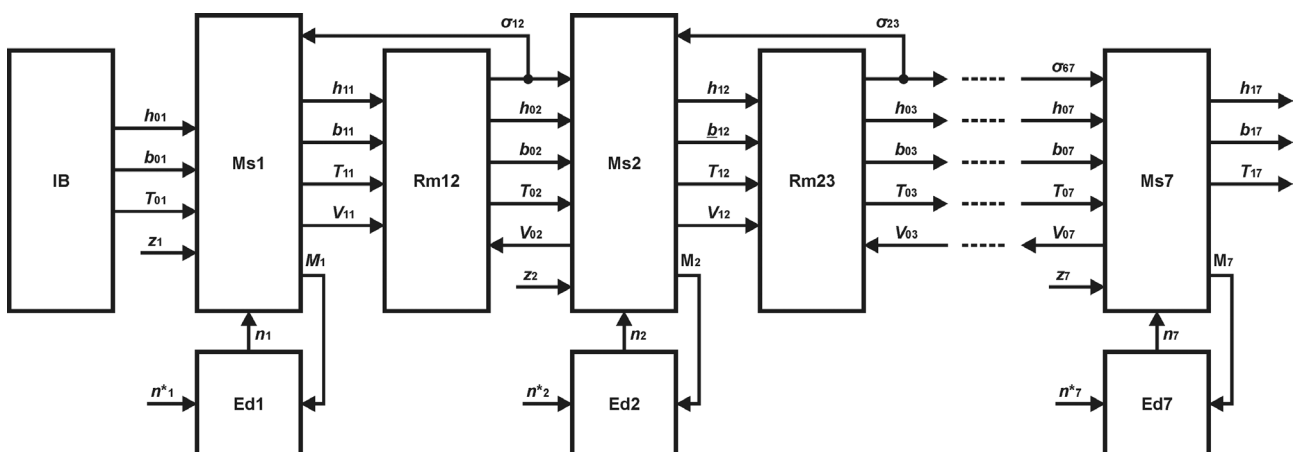 σ12
σ23
h01
b01
T01
z1
IB
Ms1
h11
b11
T11
V11
M1
Rm12
h02
b02
T02
V02
z2
Ms2
h12
b12
T12
V12
M2
Rm23
h03
b03
T03
V03
σ67
h07
b07
T07
V07
z7
Ms7
h17
b17
T17
M7
n1
n2
n7
n*1
Ed1
n*2
Ed2
n*7
Ed7